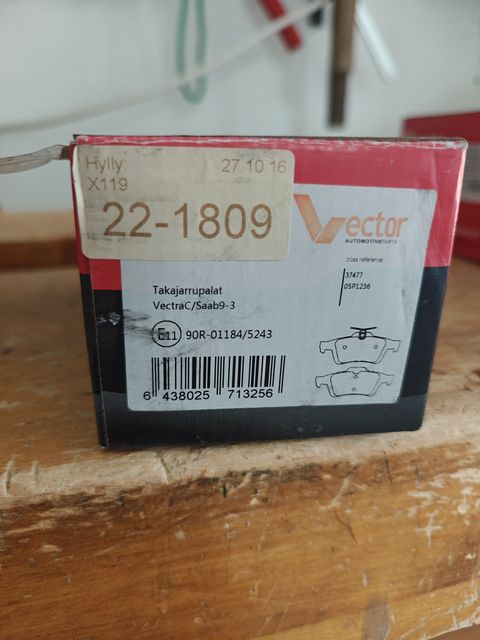 Hylly: 27.10.16
X119
22-1809
Vector
AUTOMOTIVEPARTS
cross reference:
37477
05P1236
Takajarrupalat
VectraC/Saab9-3
E11 90R-01184/5243
6 438025 713256